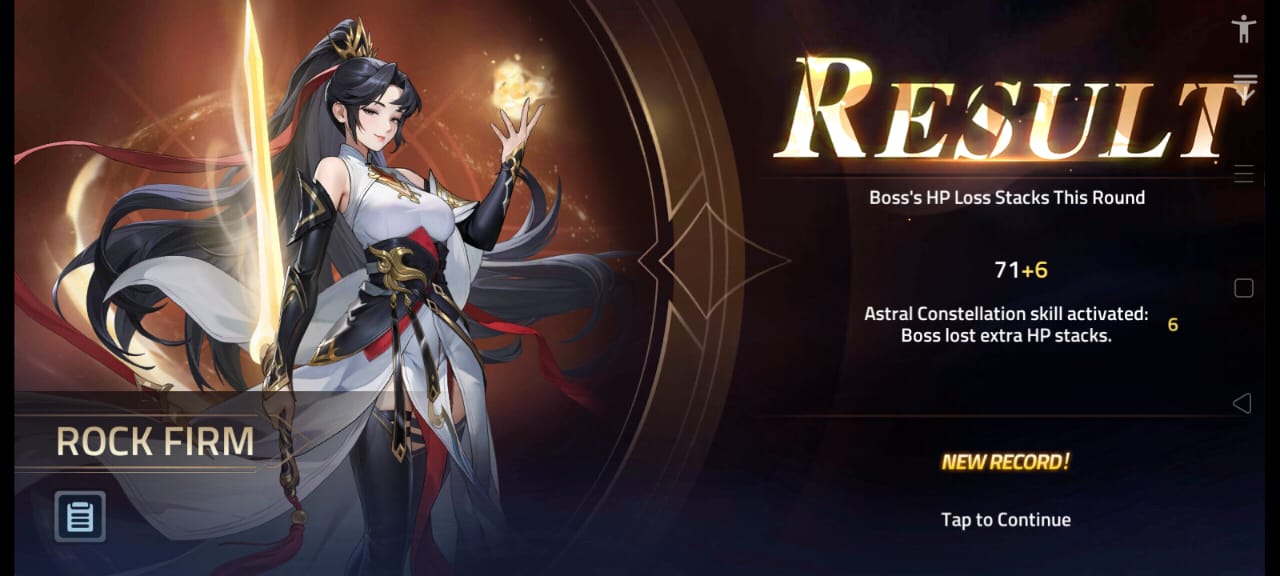 RESULT
Boss's HP Loss Stacks This Round
71+6
Astral Constellation skill activated:
Boss lost extra HP stacks.
6
ROCK FIRM
NEW RECORD!
Tap to Continue